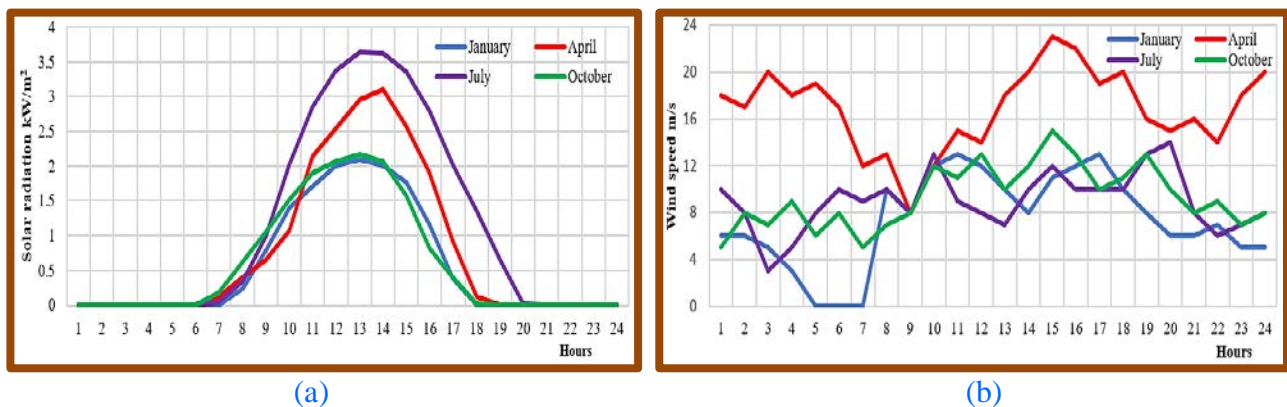 4
3.5
3
2.5
2
1.5
1
0.5
0
Solar radiation kW/m²
January April
July October
1 2 3 4 5 6 7 8 9 10 11 12 13 14 15 16 17 18 19 20 21 22 23 24
Hours
(a)
24
20
16
12
8
4
0
Wind speed m/s
January April
July October
1 2 3 4 5 6 7 8 9 10 11 12 13 14 15 16 17 18 19 20 21 22 23 24
Hours
(b)